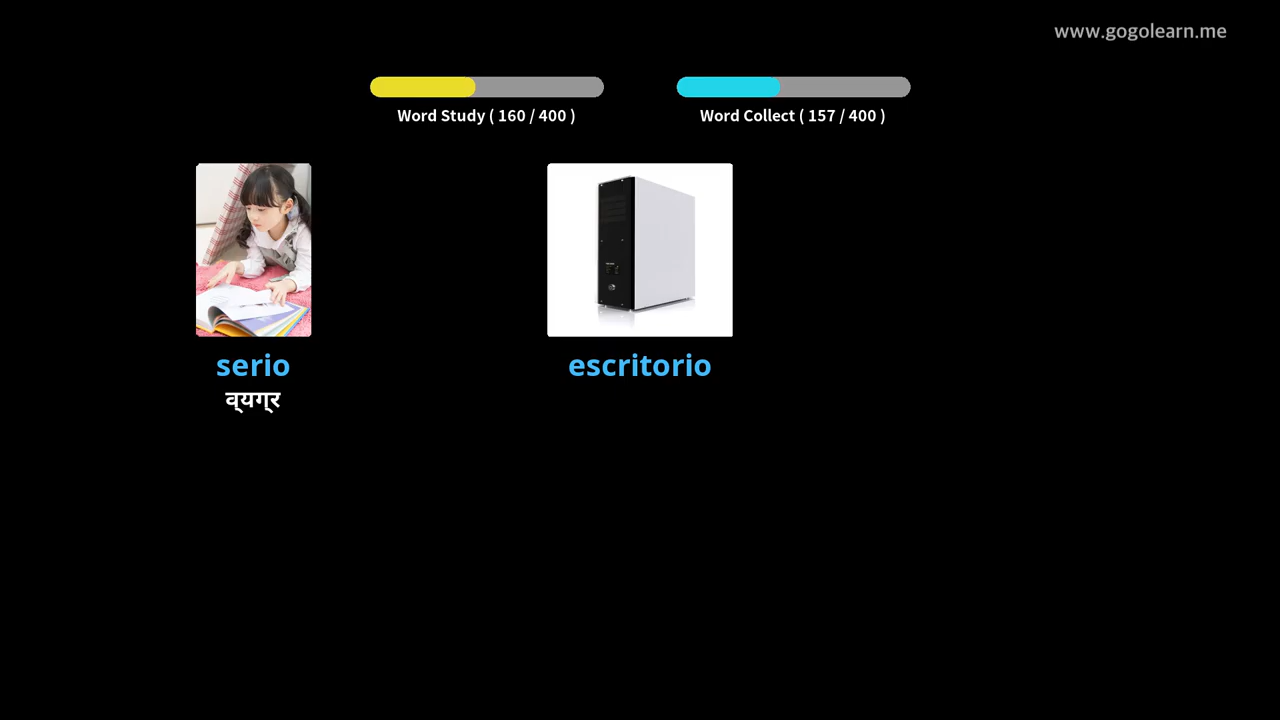 www.gogolearn.me
Word Study ( 160 / 400 )
Word Collect ( 157 / 400 )
serio
escritorio
व्यग्र